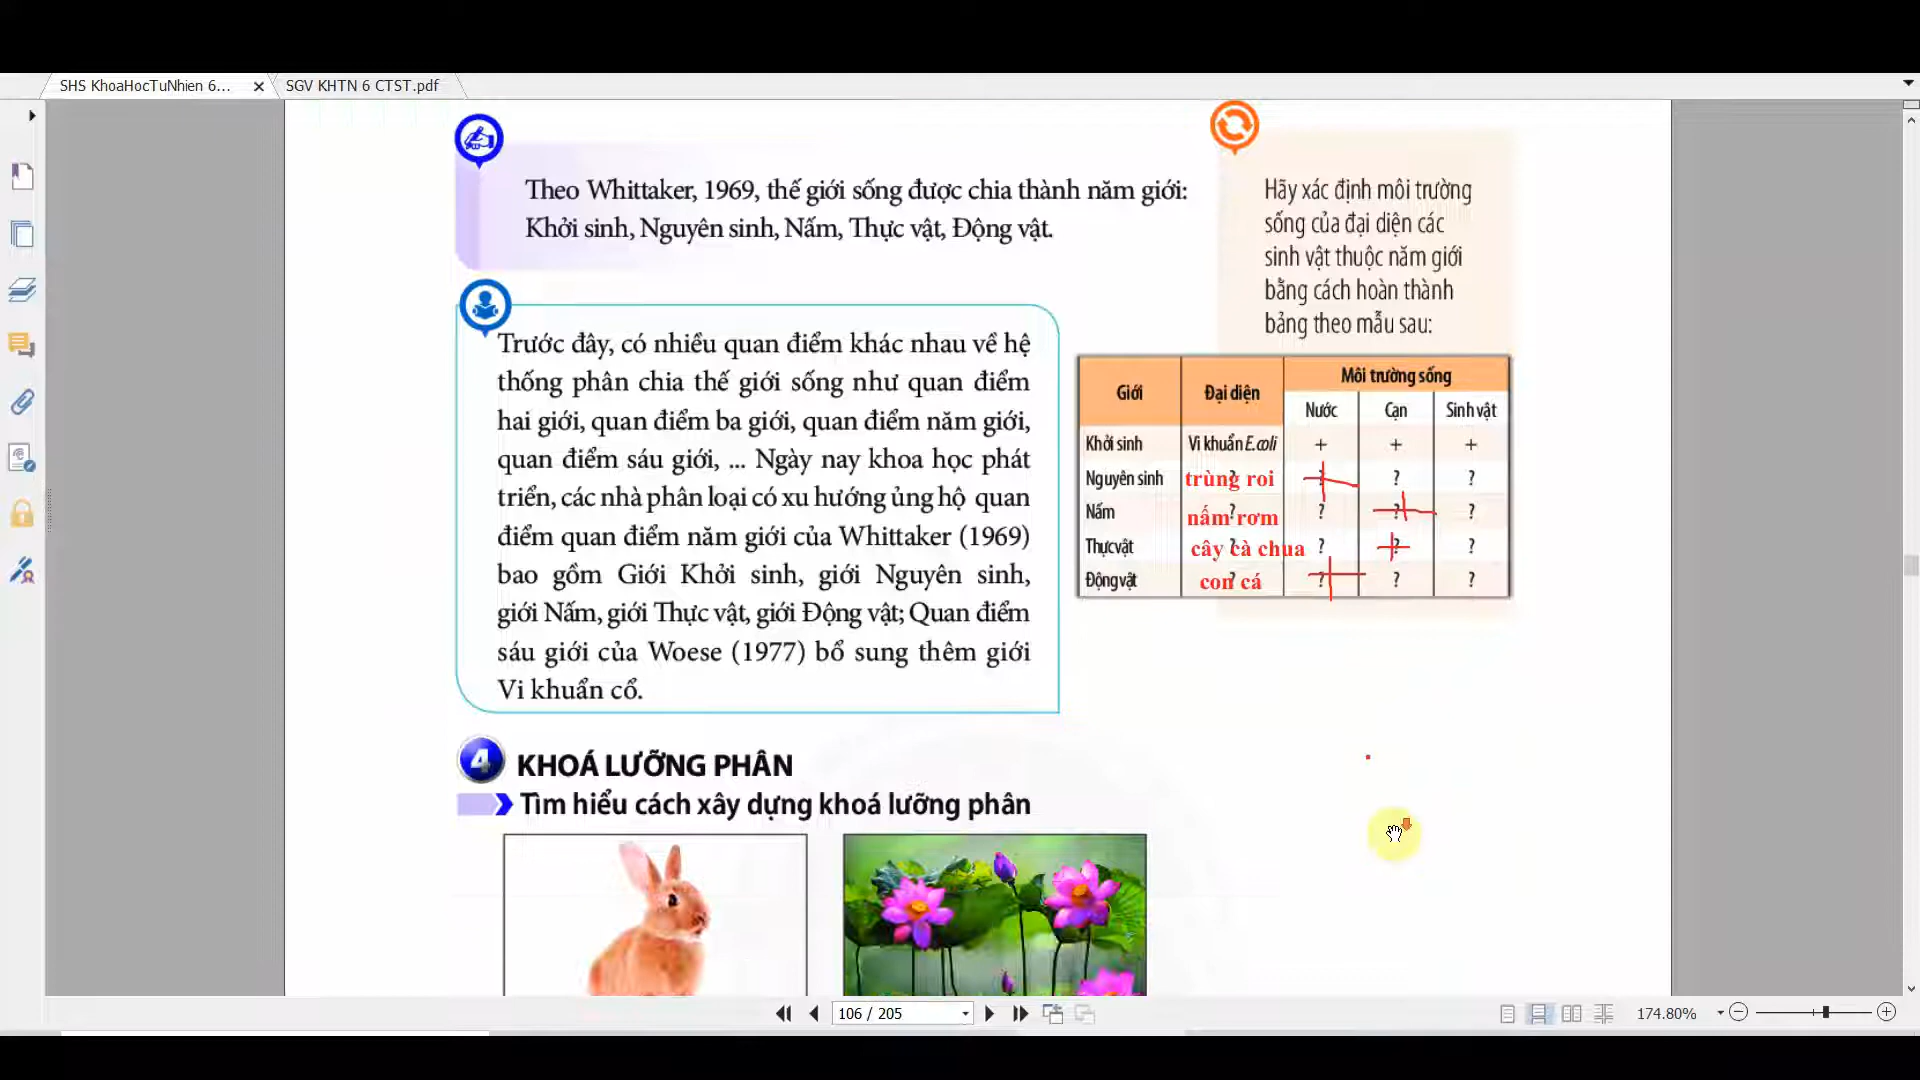 SHS KhoaHocTuNhien 6...
SGV KHTN 6 CTST.pdf
Theo Whittaker, 1969, thế giới sống được chia thành năm giới:
Khởi sinh, Nguyên sinh, Nấm, Thực vật, Động vật.
Trước đây, có nhiều quan điểm khác nhau về hệ
thống phân chia thế giới sống như quan điểm
hai giới, quan điểm ba giới, quan điểm năm giới,
quan điểm sáu giới, ... Ngày nay khoa học phát
triển, các nhà phân loại có xu hướng ủng hộ quan
điểm quan điểm năm giới của Whittaker (1969)
bao gồm Giới Khởi sinh, giới Nguyên sinh,
giới Nấm, giới Thực vật, giới Động vật; Quan điểm
sáu giới của Woese (1977) bổ sung thêm giới
Vi khuẩn cổ.
Hãy xác định môi trường
sống của đại diện các
sinh vật thuộc năm giới
bằng cách hoàn thành
bảng theo mẫu sau:
Giới Đại diện Môi trường sống
Nước Cạn Sinh vật
Khởi sinh Vi khuẩn E.coli + + +
Nguyên sinh trùng roi ? ? ?
Nấm nấm rơm ? ? ?
Thực vật cây cà chua ? ? ?
Động vật con cá ? ? ?
4 KHOÁ LƯỠNG PHÂN
Tìm hiểu cách xây dựng khoá lưỡng phân
106 / 205
174.80%